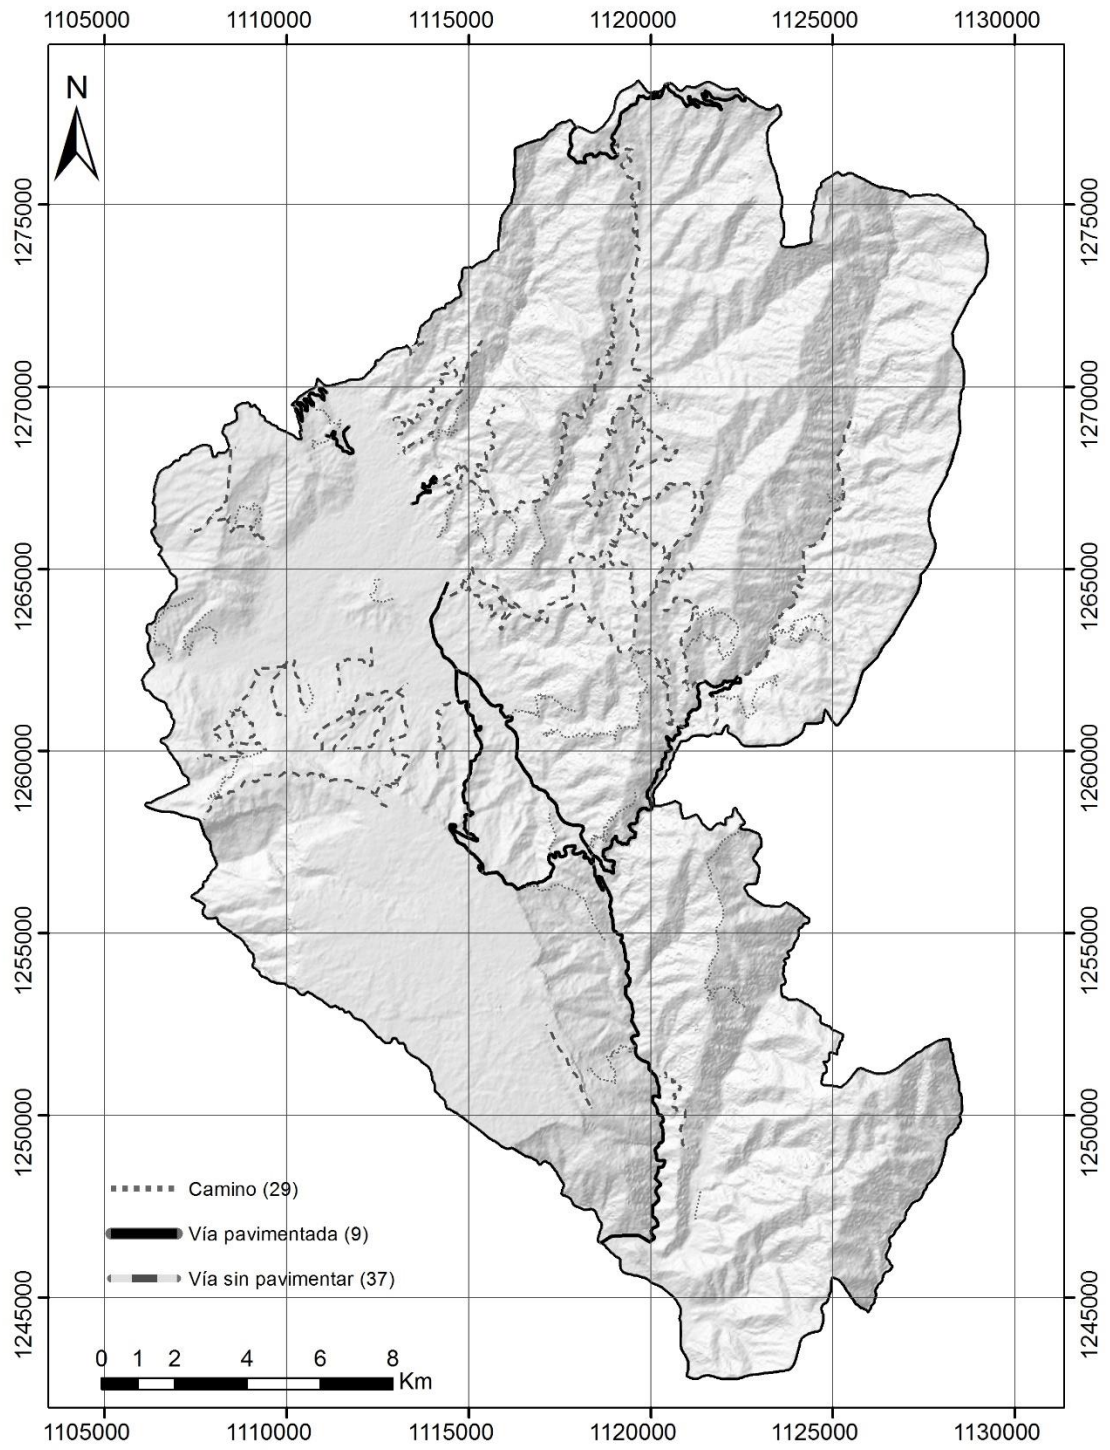 1105000 1110000 1115000 1120000 1125000 1130000
N
1275000 1275000
1270000 1270000
1265000 1265000
1260000 1260000
1255000 1255000
1250000 1250000
Camino (29)
Vía pavimentada (9)
Vía sin pavimentar (37)
1245000 1245000
0 1 2 4 6 8
Km
1105000 1110000 1115000 1120000 1125000 1130000